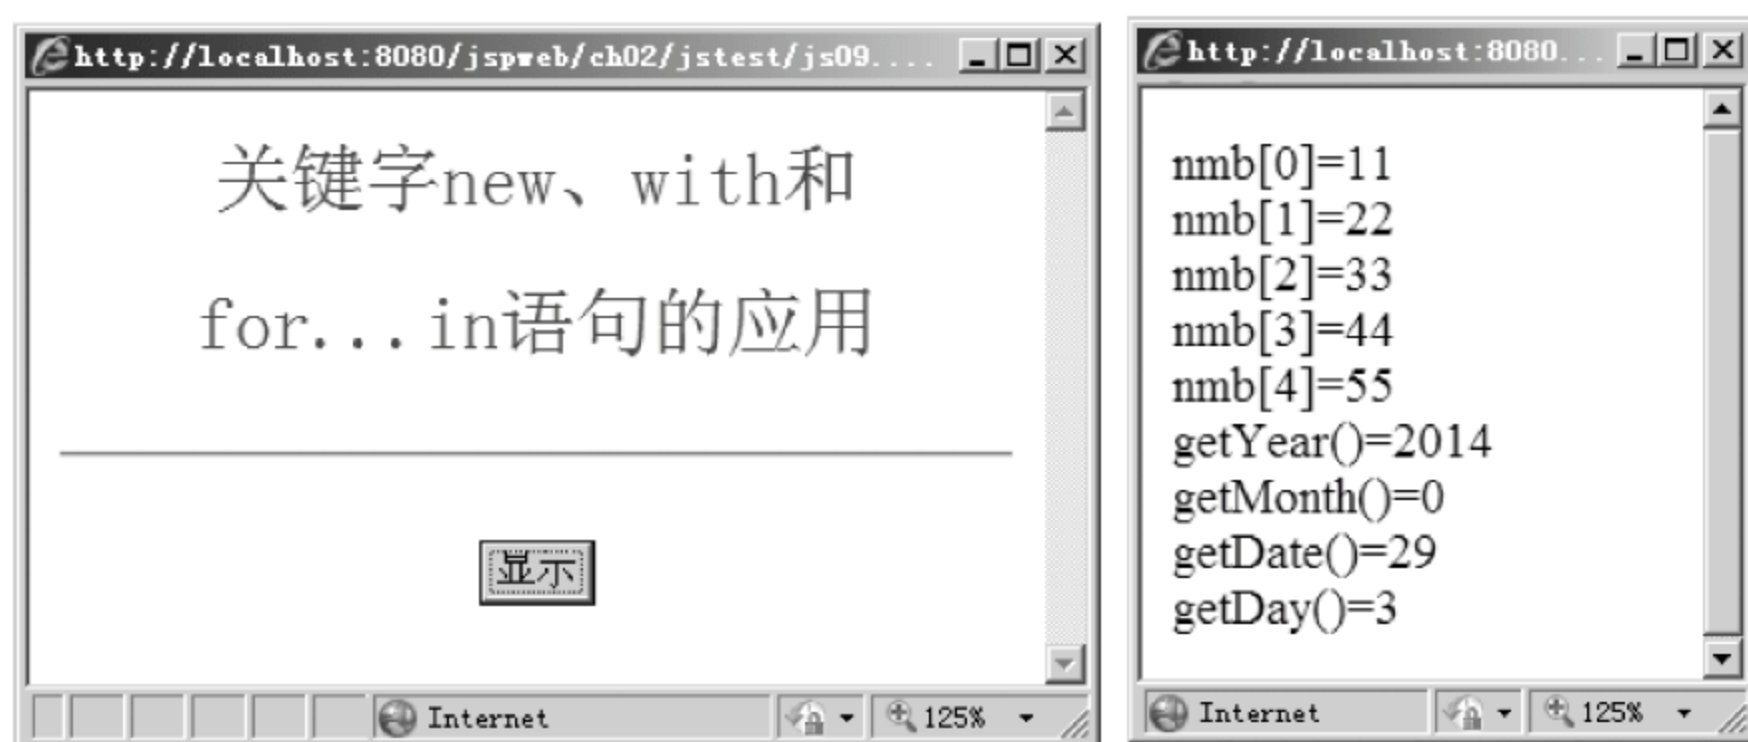 http://localhost:8080/jspweb/ch02/jstest/js09....
关键字new、with和
for...in语句的应用
显示
Internet
125%
http://localhost:8080...
nmb[0]=11
nmb[1]=22
nmb[2]=33
nmb[3]=44
nmb[4]=55
getYear()=2014
getMonth()=0
getDate()=29
getDay()=3
Internet
125%